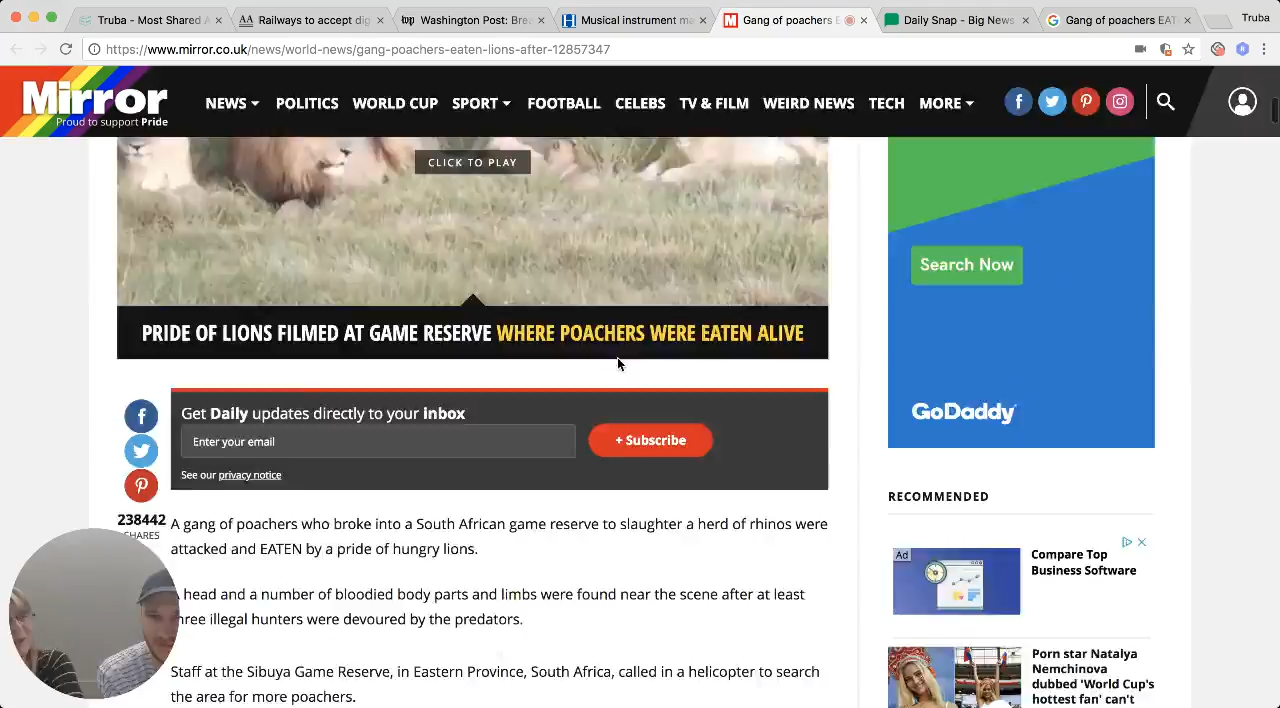 Truba - Most Shared A
Railways to accept dig
Washington Post: Brea
Musical instrument ma
Gang of poachers E
Daily Snap - Big News
Gang of poachers EAT
Truba
https://www.mirror.co.uk/news/world-news/gang-poachers-eaten-lions-after-12857347
Mirror
Proud to support Pride
NEWS
POLITICS
WORLD CUP
SPORT
FOOTBALL
CELEBS
TV & FILM
WEIRD NEWS
TECH
MORE
CLICK TO PLAY
PRIDE OF LIONS FILMED AT GAME RESERVE WHERE POACHERS WERE EATEN ALIVE
Get Daily updates directly to your inbox
Enter your email
+ Subscribe
See our privacy notice
238442
SHARES
A gang of poachers who broke into a South African game reserve to slaughter a herd of rhinos were
attacked and EATEN by a pride of hungry lions.
head and a number of bloodied body parts and limbs were found near the scene after at least
three illegal hunters were devoured by the predators.
Staff at the Sibuya Game Reserve, in Eastern Province, South Africa, called in a helicopter to search
the area for more poachers.
Search Now
GoDaddy
RECOMMENDED
Ad
Compare Top
Business Software
Porn star Natalya
Nemchinova
dubbed 'World Cup's
hottest fan' can't